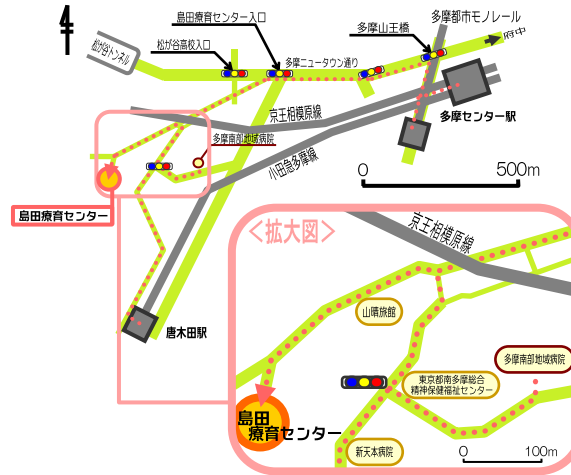 4
島田療育センター入口
多摩都市モノレール
松が谷トンネル
松が谷高校入口
多摩山王橋
府中
多摩ニュータウン通り
京王相模原線
多摩センター駅
多摩南部地域病院
小田急多摩線
0
500m
島田療育センター
唐木田駅
＜拡大図＞
京王相模原線
山晴旅館
多摩南部地域病院
東京都南多摩総合
精神保健福祉センター
島田
療育センター
新天本病院
0
100m